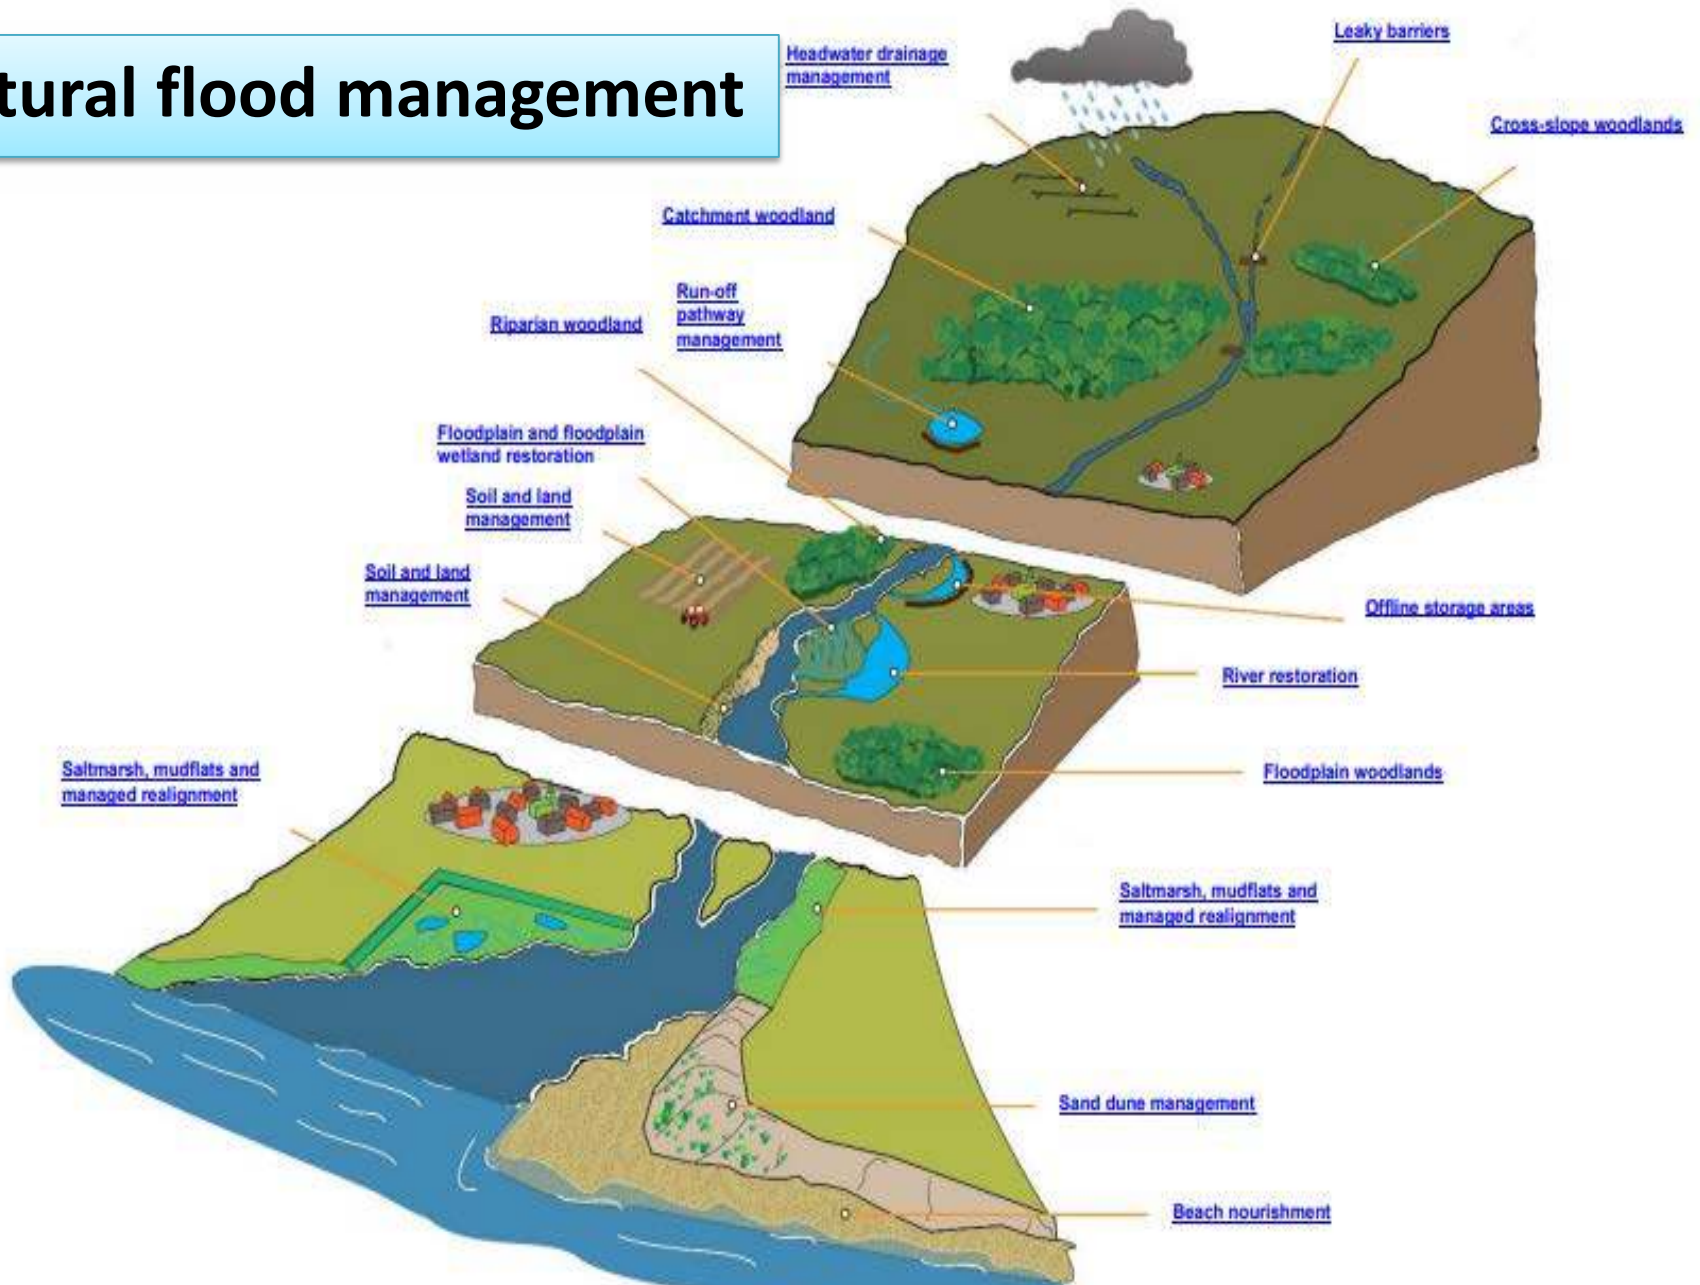 tural flood management
Headwater drainage
management
Leaky barriers
Cross-slope woodlands
Catchment woodland
Run-off
pathway
management
Riparian woodland
Floodplain and floodplain
wetland restoration
Soil and land
management
Soil and land
management
Offline storage areas
River restoration
Floodplain woodlands
Saltmarsh, mudflats and
managed realignment
Saltmarsh, mudflats and
managed realignment
Sand dune management
Beach nourishment